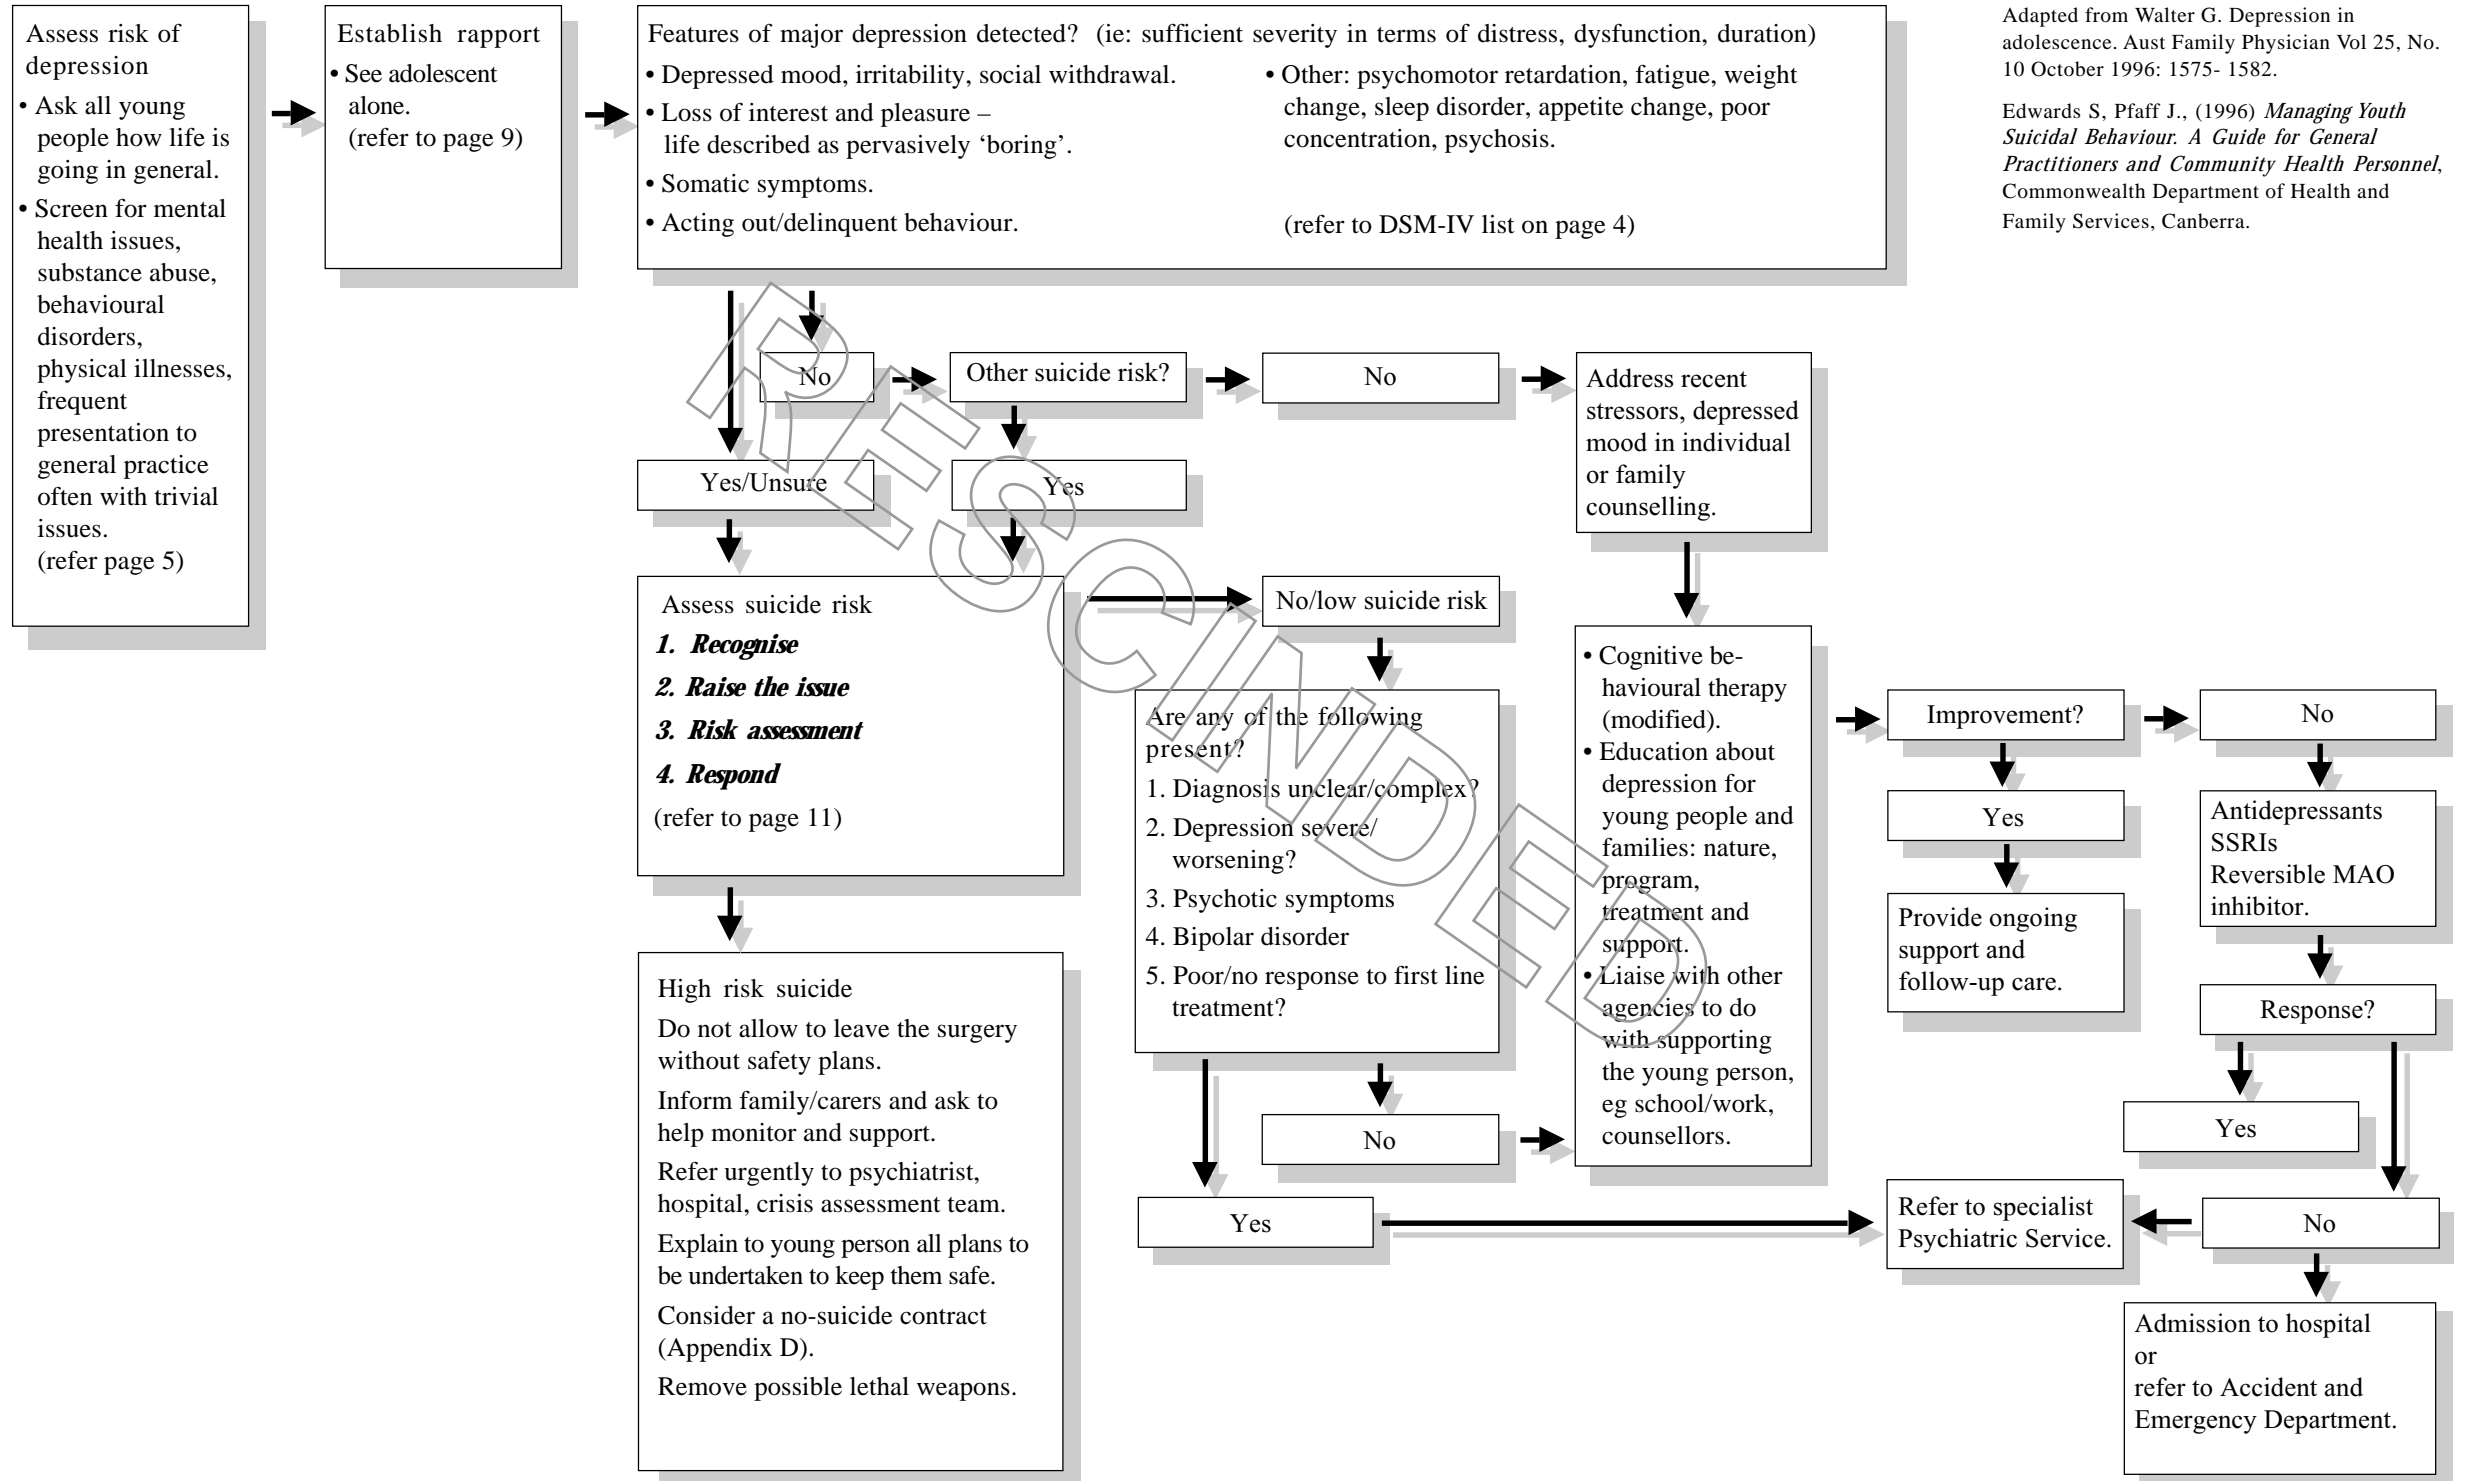 Assess risk of
depression
• Ask all young
people how life is
going in general.
• Screen for mental
health issues,
substance abuse,
behavioural
disorders,
physical illnesses,
frequent
presentation to
general practice
often with trivial
issues.
(refer page 5)
Establish rapport
• See adolescent
alone.
(refer to page 9)
Features of major depression detected? (ie: sufficient severity in terms of distress, dysfunction, duration)
• Depressed mood, irritability, social withdrawal.
• Loss of interest and pleasure –
life described as pervasively ‘boring’.
• Somatic symptoms.
• Acting out/delinquent behaviour.
• Other: psychomotor retardation, fatigue, weight
change, sleep disorder, appetite change, poor
concentration, psychosis.
(refer to DSM-IV list on page 4)
Adapted from Walter G. Depression in
adolescence. Aust Family Physician Vol 25, No.
10 October 1996: 1575- 1582.
Edwards S, Pfaff J., (1996) Managing Youth
Suicidal Behaviour. A Guide for General
Practitioners and Community Health Personnel,
Commonwealth Department of Health and
Family Services, Canberra.
No
Other suicide risk?
No
Address recent
stressors, depressed
mood in individual
or family
counselling.
Yes/Unsure
Yes
Assess suicide risk
1. Recognise
2. Raise the issue
3. Risk assessment
4. Respond
(refer to page 11)
No/low suicide risk
Are any of the following
present?
1. Diagnosis unclear/complex?
2. Depression severe/
worsening?
3. Psychotic symptoms
4. Bipolar disorder
5. Poor/no response to first line
treatment?
• Cognitive be-
havioural therapy
(modified).
• Education about
depression for
young people and
families: nature,
program,
treatment and
support.
• Liaise with other
agencies to do
with supporting
the young person,
eg school/work,
counsellors.
Improvement?
No
Yes
Antidepressants
SSRIs
Reversible MAO
inhibitor.
Provide ongoing
support and
follow-up care.
Response?
Yes
High risk suicide
Do not allow to leave the surgery
without safety plans.
Inform family/carers and ask to
help monitor and support.
Refer urgently to psychiatrist,
hospital, crisis assessment team.
Explain to young person all plans to
be undertaken to keep them safe.
Consider a no-suicide contract
(Appendix D).
Remove possible lethal weapons.
No
Yes
Refer to specialist
Psychiatric Service.
No
Admission to hospital
or
refer to Accident and
Emergency Department.
RESCINDED